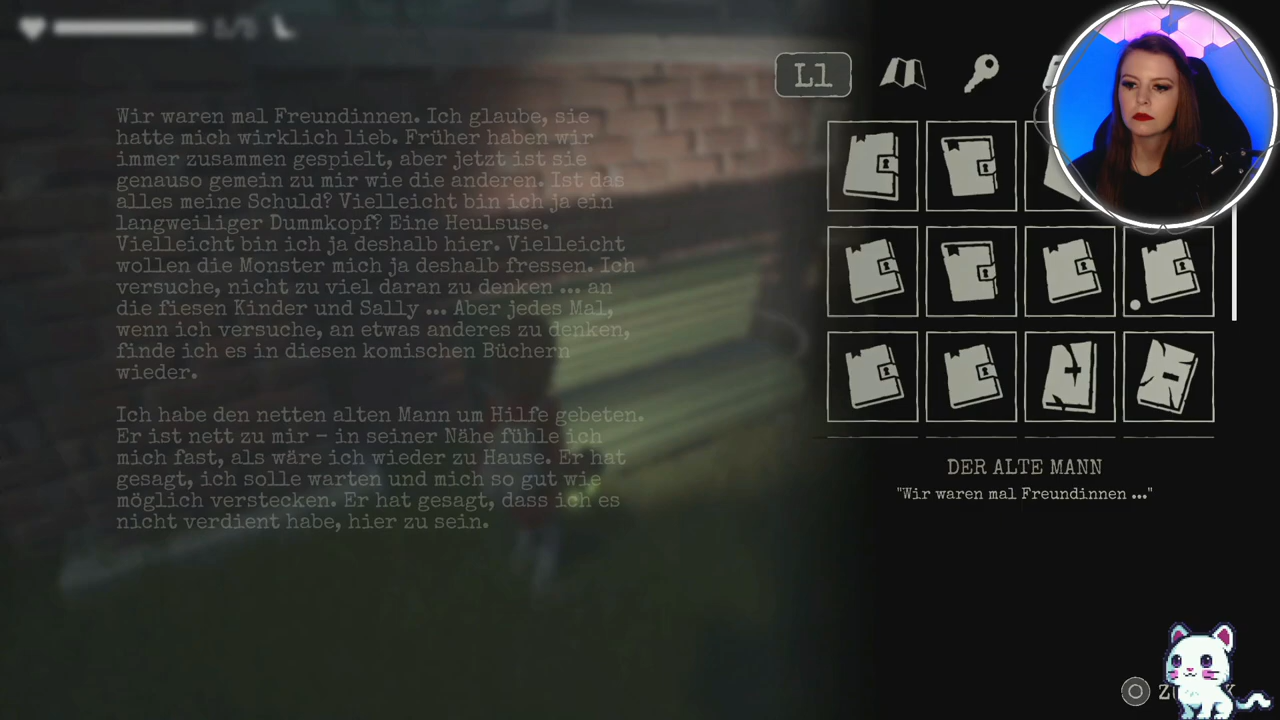 L1
Wir waren mal Freundinnen. Ich glaube, sie
hatte mich wirklich lieb. Früher haben wir
immer zusammen gespielt, aber jetzt ist sie
genauso gemein zu mir wie die anderen. Ist das
alles meine Schuld? Vielleicht bin ich ja ein
langweiliger Dummkopf? Eine Heulsuse.
Vielleicht bin ich ja deshalb hier. Vielleicht
wollen die Monster mich ja deshalb fressen. Ich
versuche, nicht zu viel daran zu denken ... an
die fiesen Kinder und Sally ... Aber jedes Mal,
wenn ich versuche, an etwas anderes zu denken,
finde ich es in diesen komischen Büchern
wieder.
Ich habe den netten alten Mann um Hilfe gebeten.
Er ist nett zu mir – in seiner Nähe fühle ich
mich fast, als wäre ich wieder zu Hause. Er hat
gesagt, ich solle warten und mich so gut wie
möglich verstecken. Er hat gesagt, dass ich es
nicht verdient habe, hier zu sein.
DER ALTE MANN
"Wir waren mal Freundinnen ..."